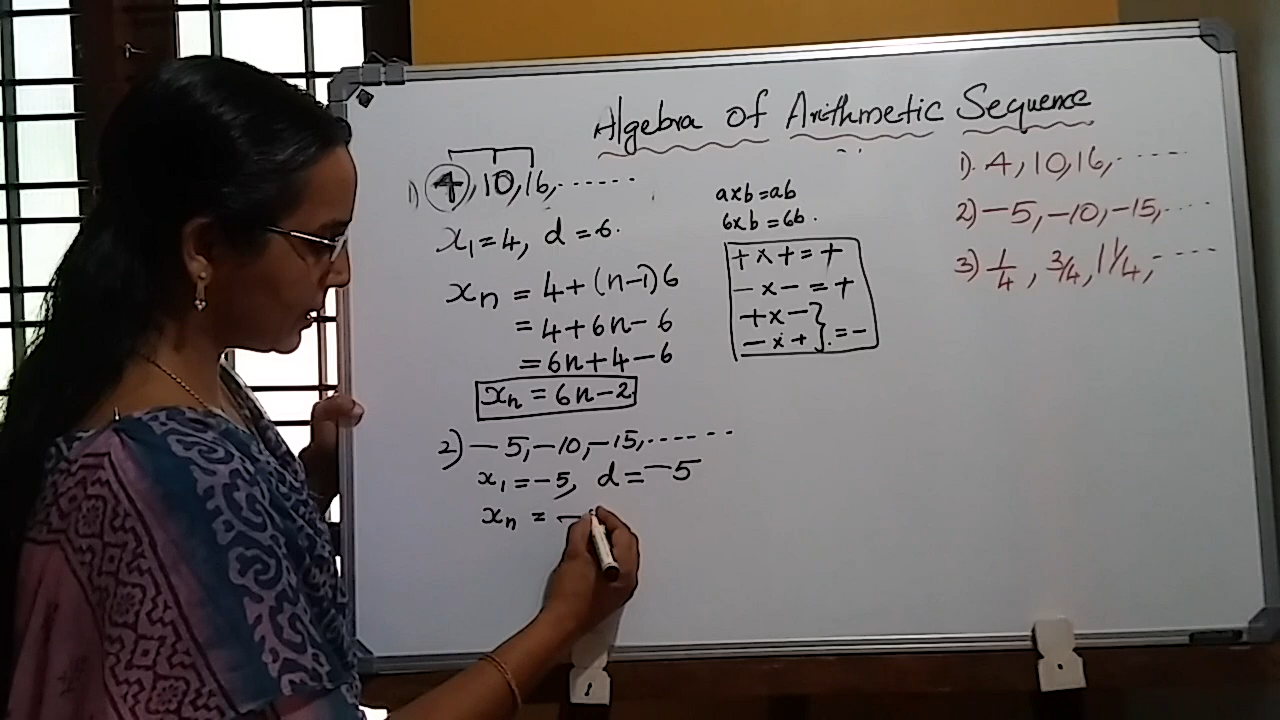 Algebra of Arithmetic Sequence
1) 4, 10, 16, ......
x₁ = 4, d = 6.
xₙ = 4 + (n-1)6
= 4 + 6n - 6
= 6n + 4 - 6
xₙ = 6n - 2
2) -5, -10, -15, ......
x₁ = -5, d = -5
xₙ = -
a x b = ab
6 x b = 6b.
+ x + = +
- x - = +
+ x - } = -
- x + }
1). 4, 10, 16, .....
2) -5, -10, -15, ....
3) 1/4, 3/4, 1 1/4, ....